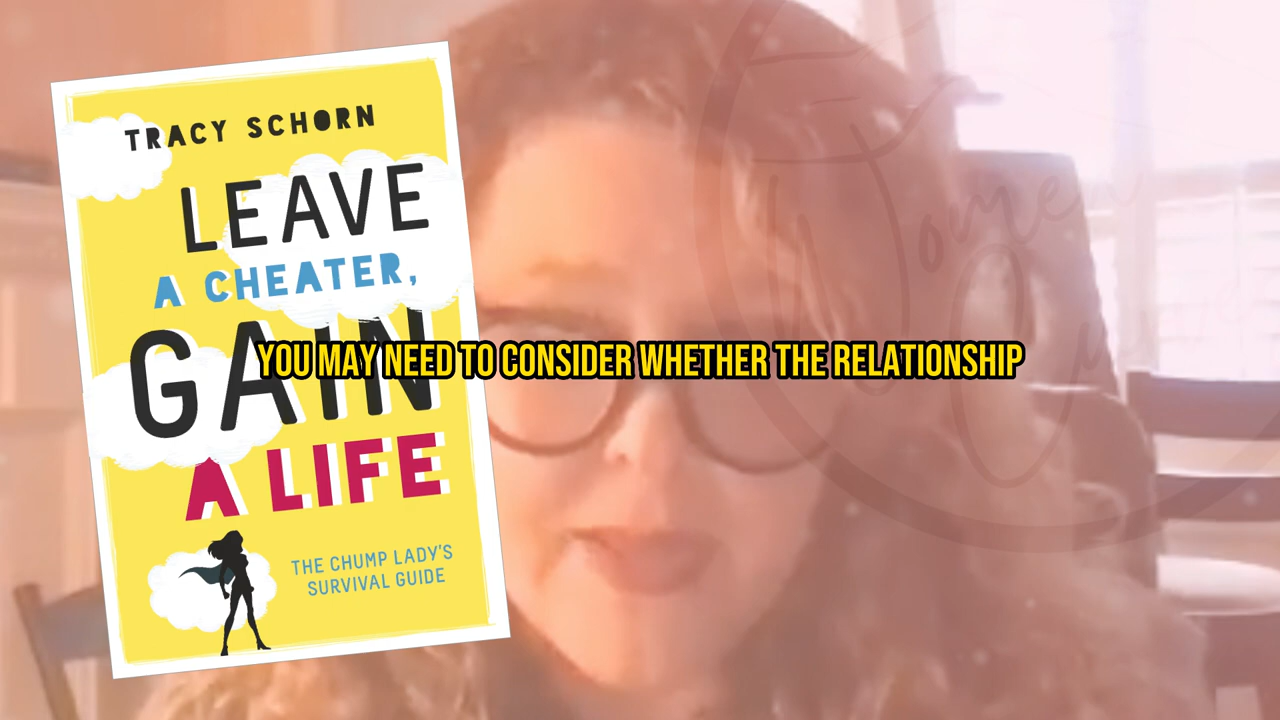 TRACY SCHORN
LEAVE
A CHEATER,
GAIN
A LIFE
THE CHUMP LADY'S
SURVIVAL GUIDE
YOU MAY NEED TO CONSIDER WHETHER THE RELATIONSHIP
Women